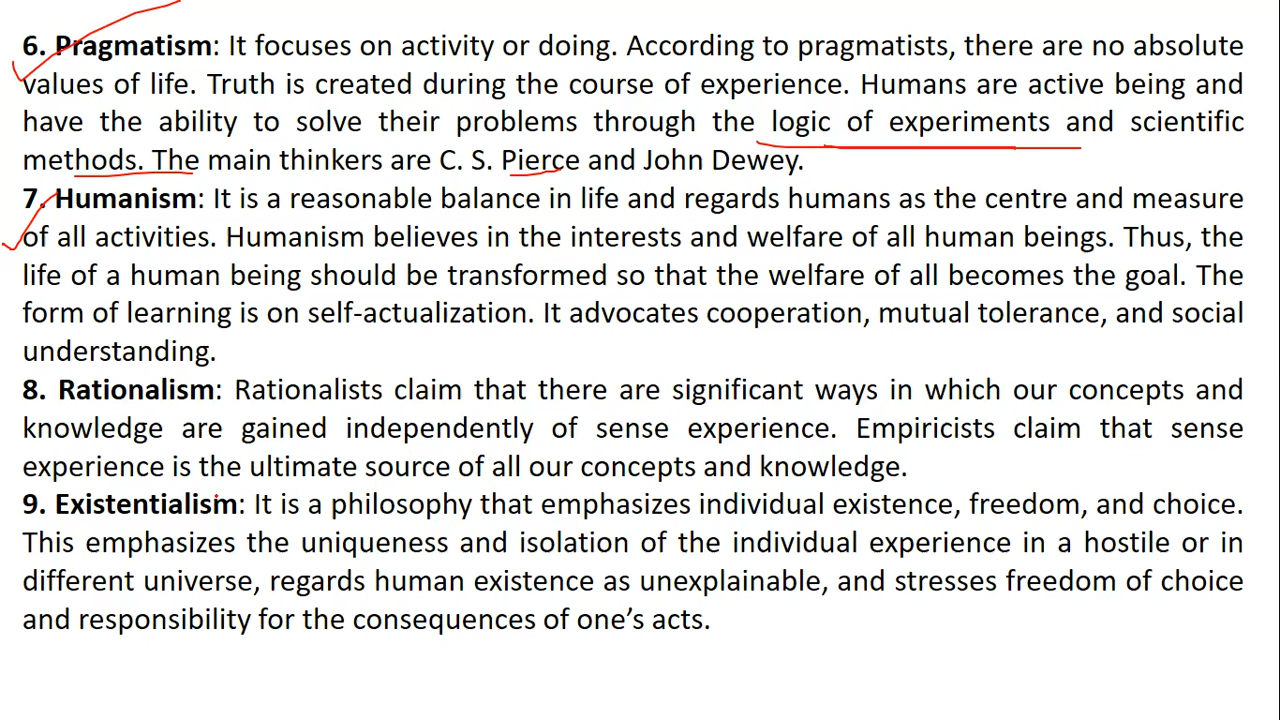 6. Pragmatism: It focuses on activity or doing. According to pragmatists, there are no absolute
values of life. Truth is created during the course of experience. Humans are active being and
have the ability to solve their problems through the logic of experiments and scientific
methods. The main thinkers are C. S. Pierce and John Dewey.
7. Humanism: It is a reasonable balance in life and regards humans as the centre and measure
of all activities. Humanism believes in the interests and welfare of all human beings. Thus, the
life of a human being should be transformed so that the welfare of all becomes the goal. The
form of learning is on self-actualization. It advocates cooperation, mutual tolerance, and social
understanding.
8. Rationalism: Rationalists claim that there are significant ways in which our concepts and
knowledge are gained independently of sense experience. Empiricists claim that sense
experience is the ultimate source of all our concepts and knowledge.
9. Existentialism: It is a philosophy that emphasizes individual existence, freedom, and choice.
This emphasizes the uniqueness and isolation of the individual experience in a hostile or in
different universe, regards human existence as unexplainable, and stresses freedom of choice
and responsibility for the consequences of one’s acts.